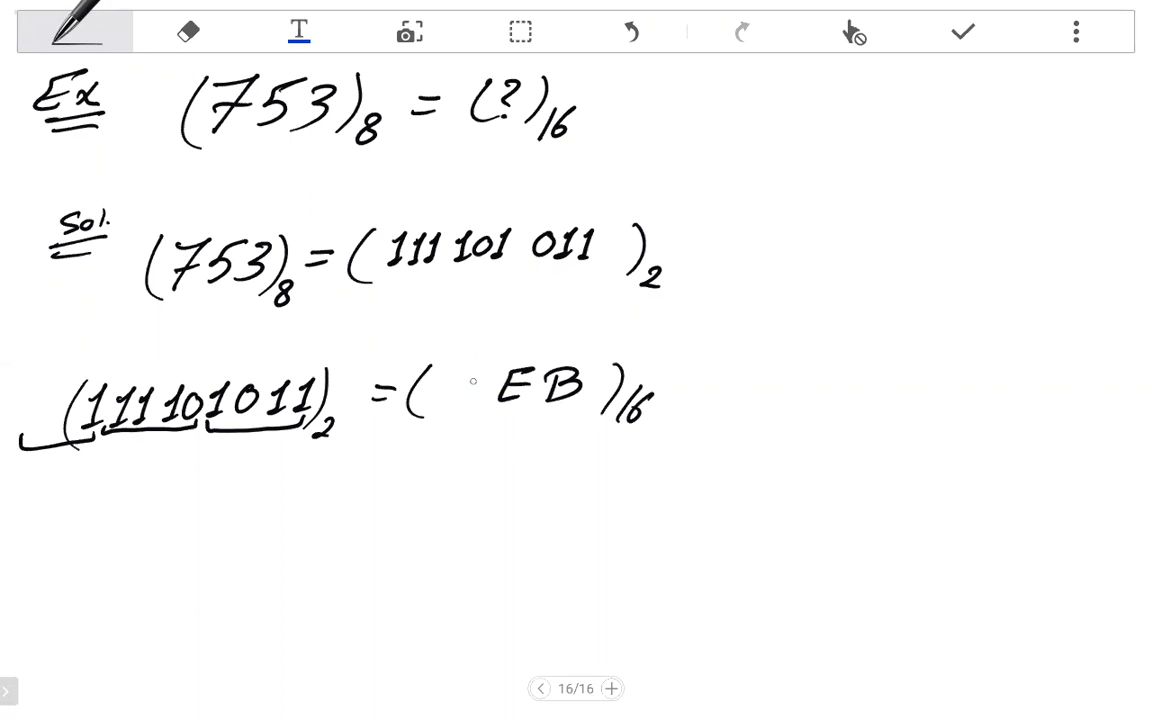 T
Ex (753)8 = (?)16
Sol. (753)8 = ( 111 101 011 )2
(111101011)2 = ( EB )16
16/16